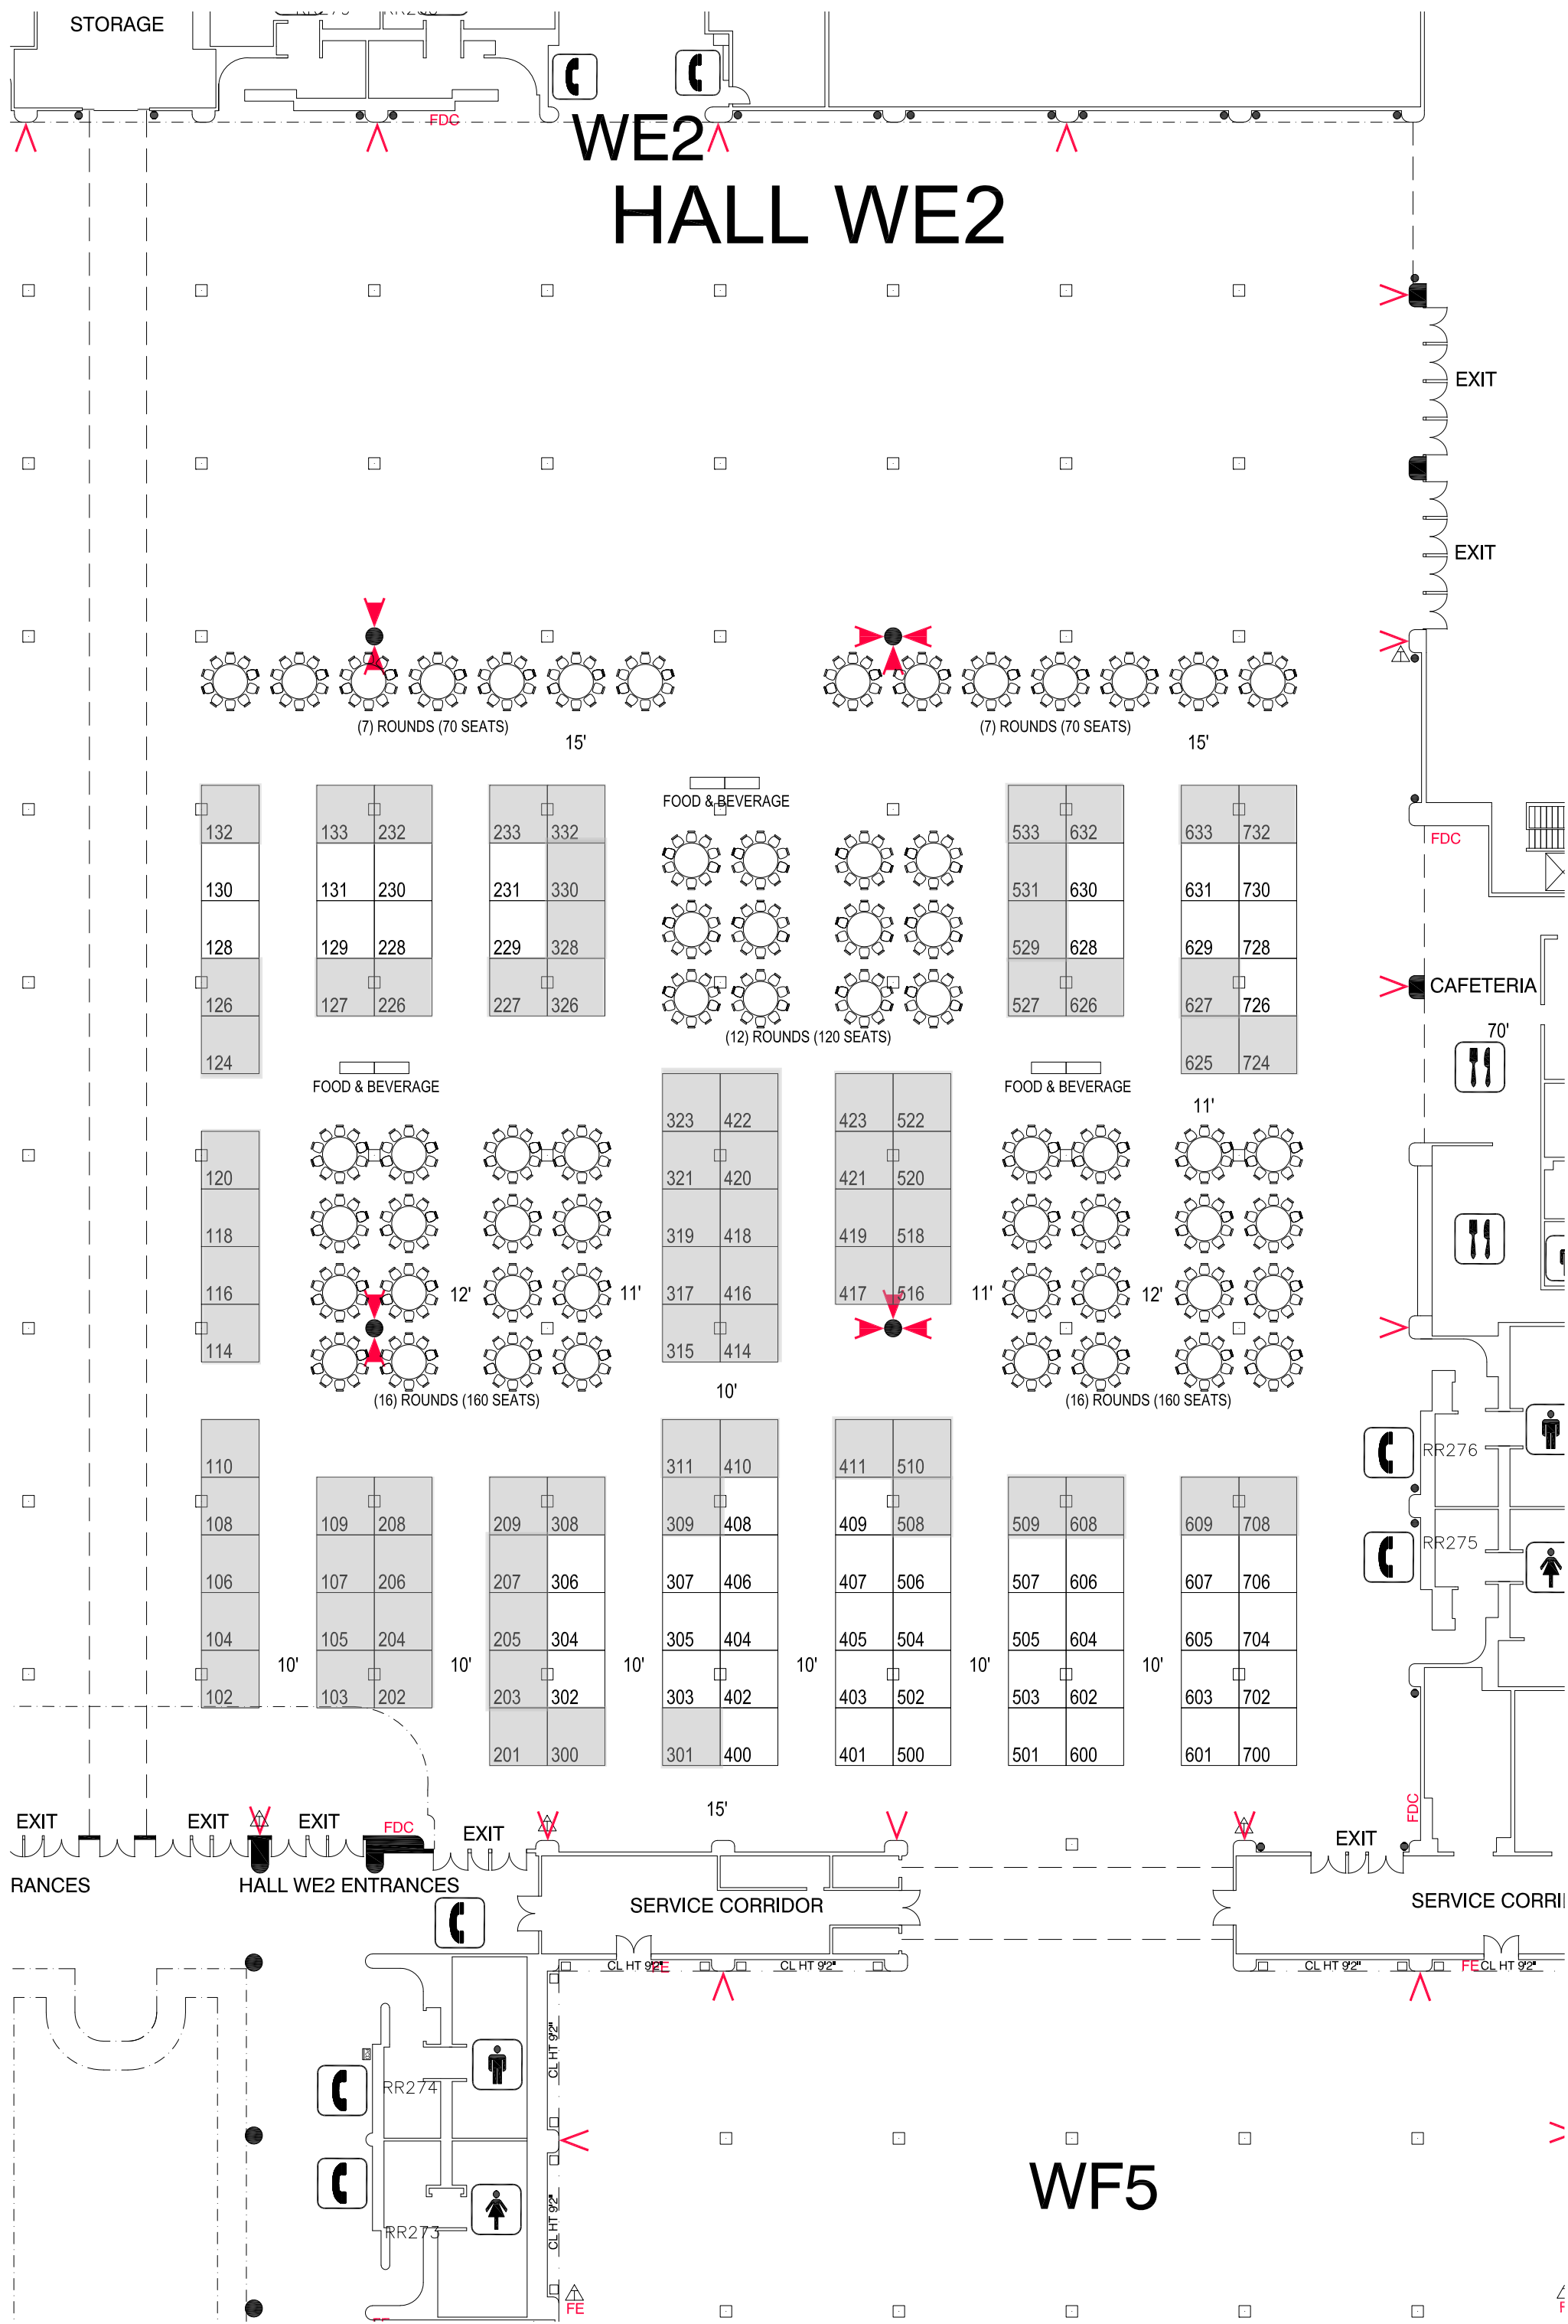 STORAGE
FDC
WE2
HALL WE2
EXIT
EXIT
(7) ROUNDS (70 SEATS)
(7) ROUNDS (70 SEATS)
15'
15'
FOOD & BEVERAGE
132 133 232 233 332 533 632 633 732
FDC
130 131 230 231 330 531 630 631 730
128 129 228 229 328 529 628 629 728
CAFETERIA
126 127 226 227 326 527 626 627 726
70'
(12) ROUNDS (120 SEATS)
124 625 724
FOOD & BEVERAGE
FOOD & BEVERAGE
11'
323 422 423 522
120 321 420 421 520
118 319 418 419 518
116 12' 11' 317 416 417 516 11' 12'
114 315 414
10'
(16) ROUNDS (160 SEATS)
(16) ROUNDS (160 SEATS)
110 311 410 411 510
RR276
108 109 208 209 308 309 408 409 508 509 608 609 708
RR275
106 107 206 207 306 307 406 407 506 507 606 607 706
104 105 204 205 304 305 404 405 504 505 604 605 704
10' 10' 10' 10' 10' 10'
102 103 202 203 302 303 402 403 502 503 602 603 702
201 300 301 400 401 500 501 600 601 700
15'
FDC
EXIT EXIT EXIT FDC EXIT EXIT
RANCES
HALL WE2 ENTRANCES
SERVICE CORRIDOR
SERVICE CORRI
CL HT 9'2" FE CL HT 9'2" CL HT 9'2" FE CL HT 9'2"
CL HT 9'2"
RR274
WF5
CL HT 9'2"
RR273
FE